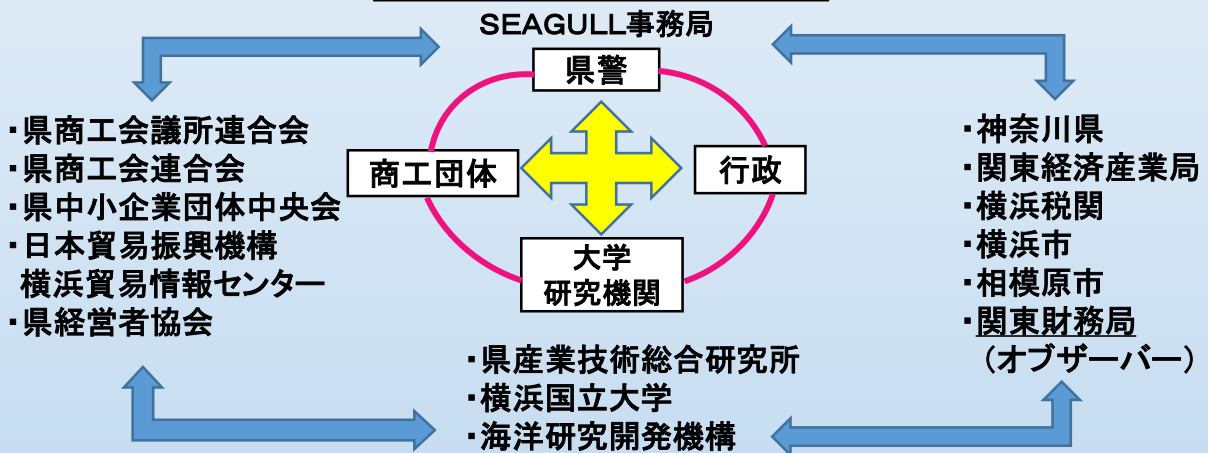 SEAGULL事務局
県警
商工団体
行政
大学
研究機関
・県商工会議所連合会
・県商工会連合会
・県中小企業団体中央会
・日本貿易振興機構
横浜貿易情報センター
・県経営者協会
・神奈川県
・関東経済産業局
・横浜税関
・横浜市
・相模原市
・関東財務局
（オブザーバー）
・県産業技術総合研究所
・横浜国立大学
・海洋研究開発機構